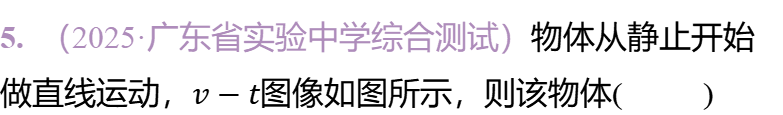 5. （2025·广东省实验中学综合测试）物体从静止开始
做直线运动，v－t图像如图所示，则该物体(　　)